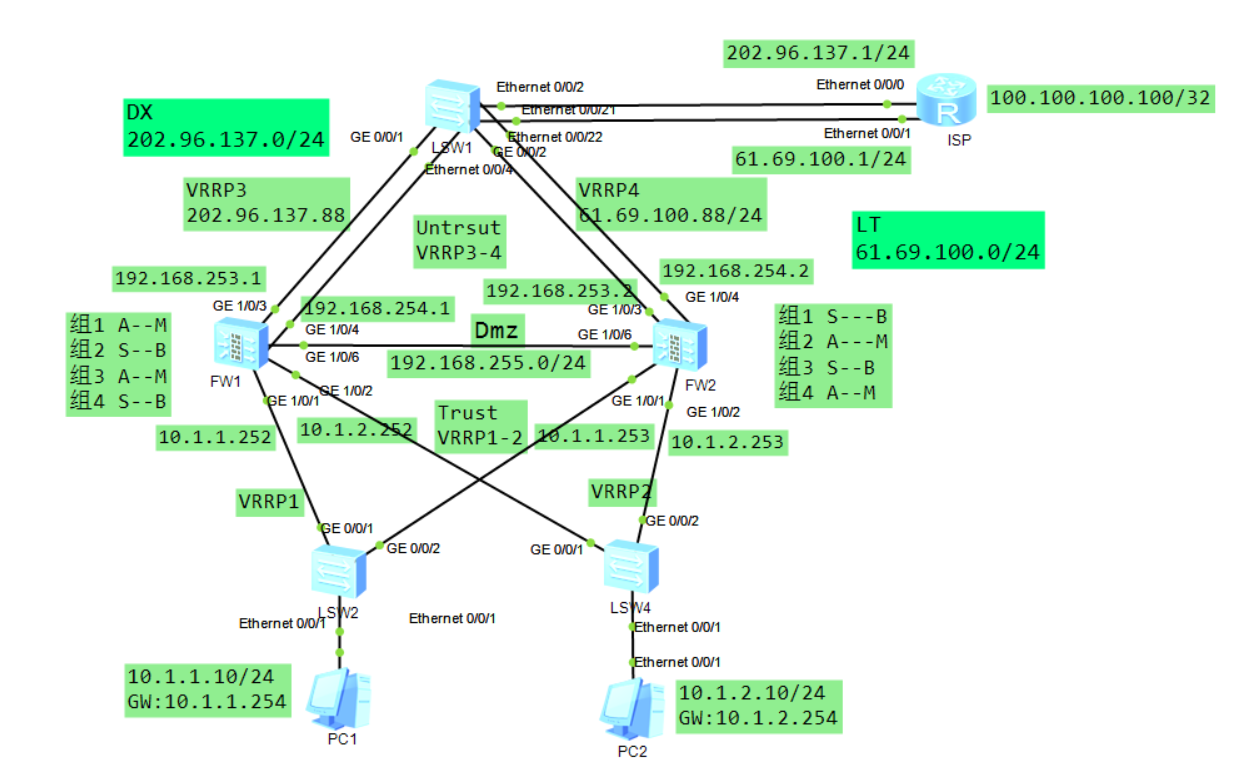 202.96.137.1/24
Ethernet 0/0/2
Ethernet 0/0/0
100.100.100.100/32
DX
202.96.137.0/24
Ethernet 0/0/21
GE 0/0/1
LSW1
Ethernet 0/0/22
GE 0/0/2
Ethernet 0/0/1
ISP
Ethernet 0/0/4
61.69.100.1/24
VRRP3
202.96.137.88
VRRP4
61.69.100.88/24
Untrsut
VRRP3-4
LT
61.69.100.0/24
192.168.253.1
192.168.254.2
192.168.253.2
GE 1/0/3
192.168.254.1
GE 1/0/3
GE 1/0/4
组1 A--M
组2 S--B
组3 A--M
组4 S--B
GE 1/0/4
Dmz
GE 1/0/6
GE 1/0/6
192.168.255.0/24
组1 S---B
组2 A---M
组3 S--B
组4 A--M
FW1
FW2
GE 1/0/2
GE 1/0/1
GE 1/0/1
GE 1/0/2
Trust
VRRP1-2
10.1.1.252
10.1.2.252
10.1.1.253
10.1.2.253
VRRP1
VRRP2
GE 0/0/1
GE 0/0/2
GE 0/0/2
GE 0/0/1
LSW2
LSW4
Ethernet 0/0/1
Ethernet 0/0/1
Ethernet 0/0/1
Ethernet 0/0/1
10.1.1.10/24
GW:10.1.1.254
10.1.2.10/24
GW:10.1.2.254
PC1
PC2